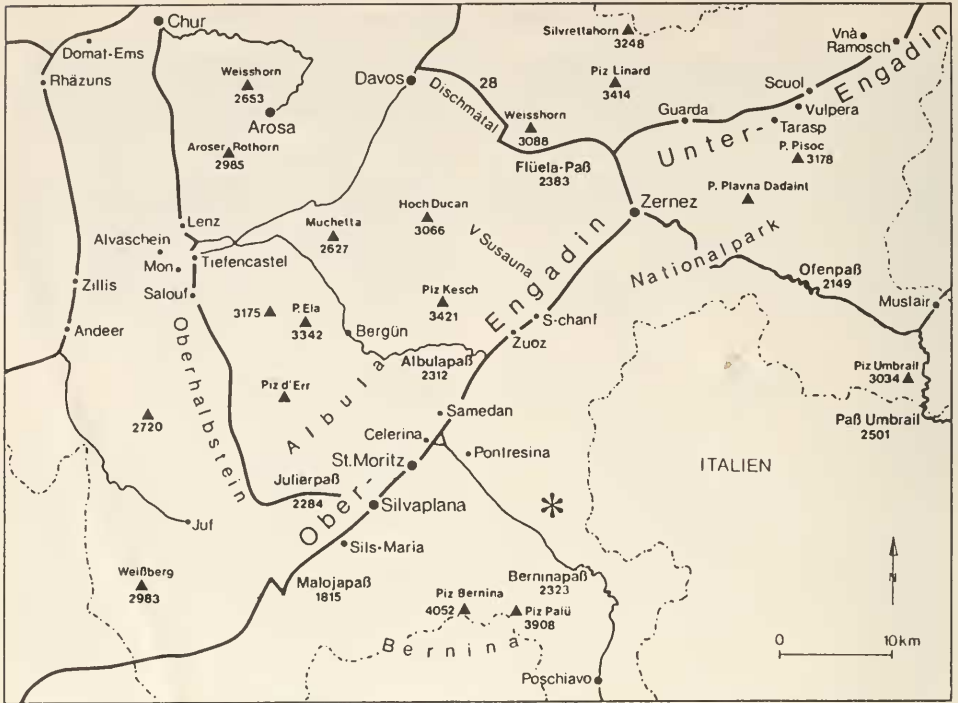 Chur
Domat-Ems
Rhäzuns
Weisshorn
2653
Arosa
Aroser Rothorn
2985
Davos
28
Dischmátal
Silvrettahorn
3248
Piz Linard
3414
Weisshorn
3088
Flüela-Paß
2383
Vnà
Ramosch
Scuol
Vulpera
Tarasp
Guarda
Unter-Engadin
P. Pisoc
3178
P. Plavna Dadaint
Zernez
Nationalpark
Ofenpaß
2149
Mustair
Piz Umbrail
3034
Paß Umbrail
2501
Lenz
Alvaschein
Mon
Tiefencastel
Salouf
Zillis
Andeer
Muchetta
2627
Hoch Ducan
3066
V Susauna
Piz Kesch
3421
3175
P. Ela
3342
Bergün
Albulapaß
2312
Engadin
S-chanf
Zuoz
Oberhalbstein
Piz d'Err
Albula
2720
Samedan
Celerina
Pontresina
St. Moritz
Julierpaß
2284
Silvaplana
Ober-
ITALIEN
*
Juf
Sils-Maria
Weißberg
2983
Malojapaß
1815
Berninapaß
2323
Piz Bernina
4052
Piz Palü
3908
Bernina
Poschiavo
N
0 10km